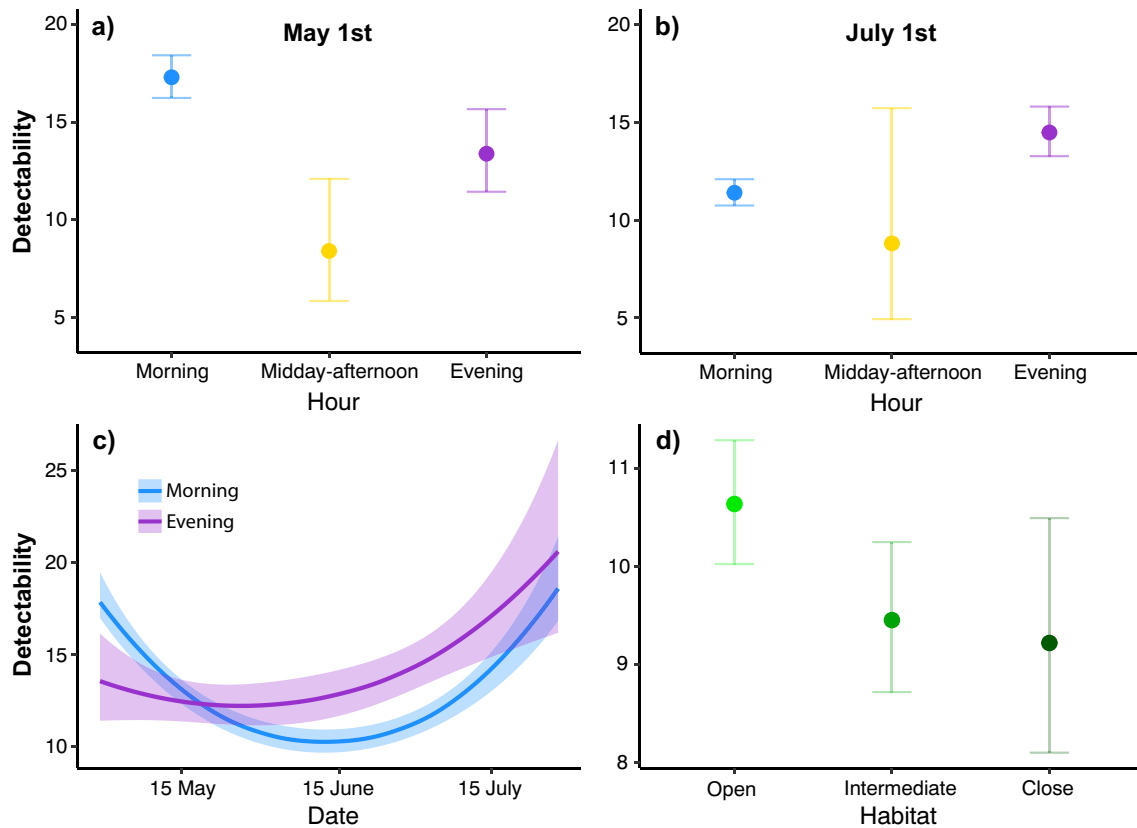 a)
May 1st
20
15
10
5
Detectability
Morning
Midday-afternoon
Evening
Hour
b)
July 1st
20
15
10
5
Morning
Midday-afternoon
Evening
Hour
c)
Morning
Evening
25
20
15
10
Detectability
15 May
15 June
15 July
Date
d)
11
10
9
8
Open
Intermediate
Close
Habitat